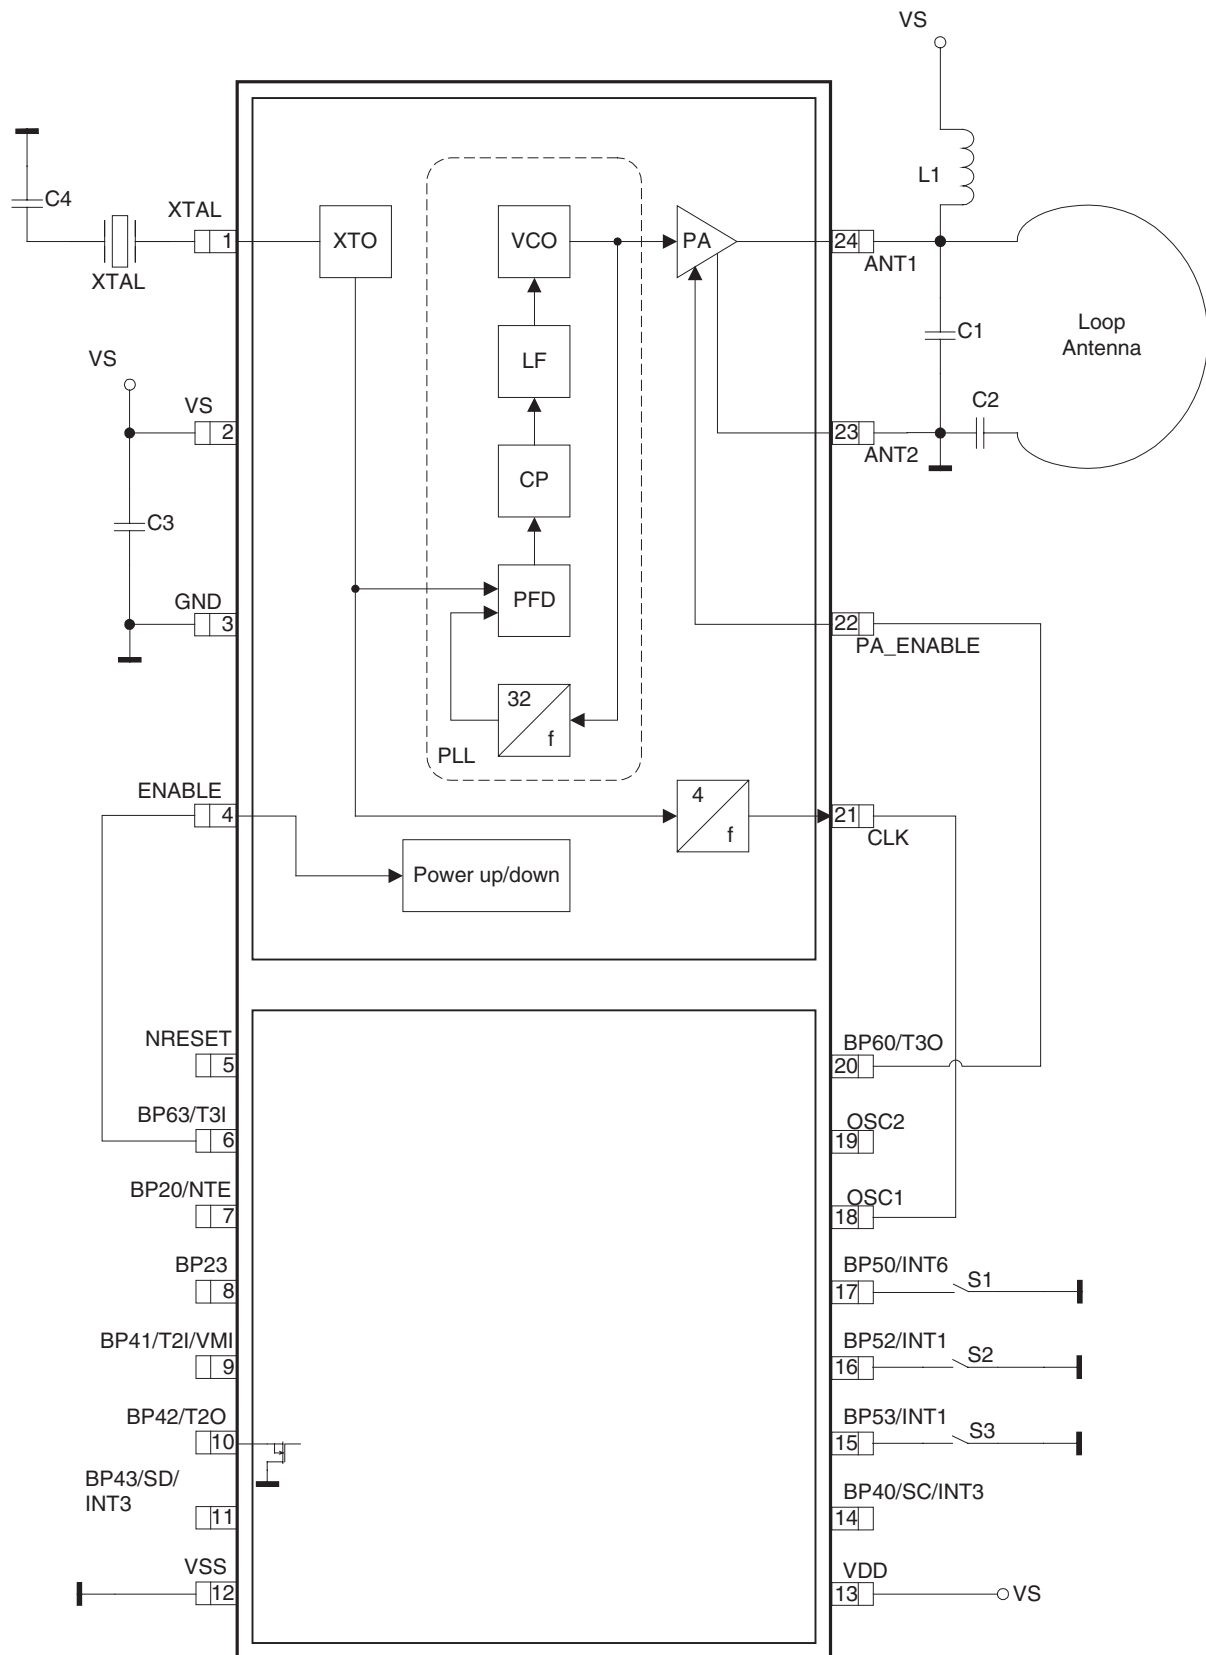 VS
L1
C4
XTAL
1
XTAL
XTO
VCO
PA
24
ANT1
Loop
Antenna
C1
LF
VS
VS
2
C2
23
ANT2
CP
C3
PFD
GND
3
22
PA_ENABLE
32
f
PLL
ENABLE
4
4
f
21
CLK
Power up/down
NRESET
5
BP60/T3O
20
BP63/T3I
6
OSC2
19
BP20/NTE
7
OSC1
18
BP23
8
BP50/INT6
17
S1
BP41/T2I/VMI
9
BP52/INT1
16
S2
BP42/T2O
10
BP53/INT1
15
S3
BP43/SD/
INT3
11
BP40/SC/INT3
14
VSS
12
VDD
13
VS